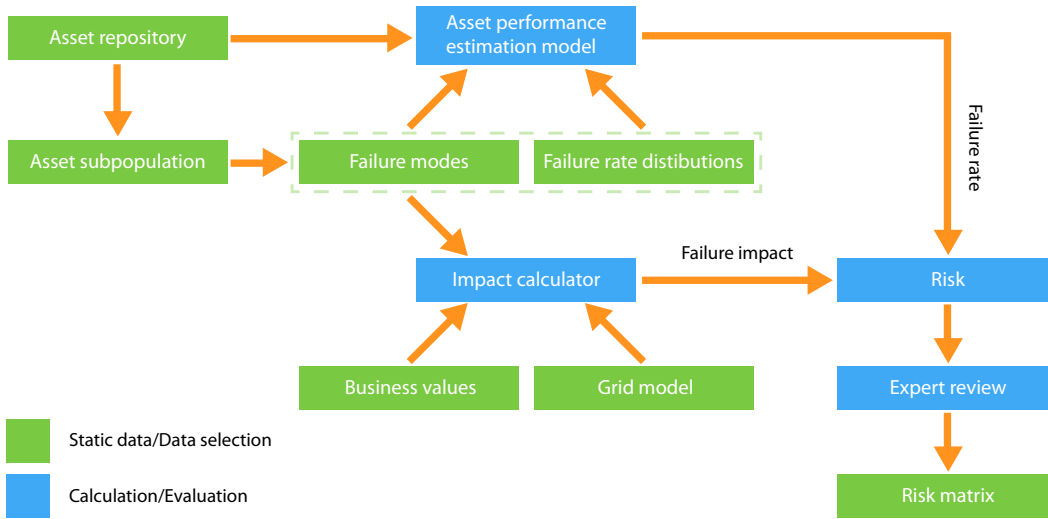 Asset repository
Asset performance
estimation model
Asset subpopulation
Failure modes
Failure rate distibutions
Failure rate
Failure impact
Impact calculator
Risk
Business values
Grid model
Expert review
Static data/Data selection
Calculation/Evaluation
Risk matrix